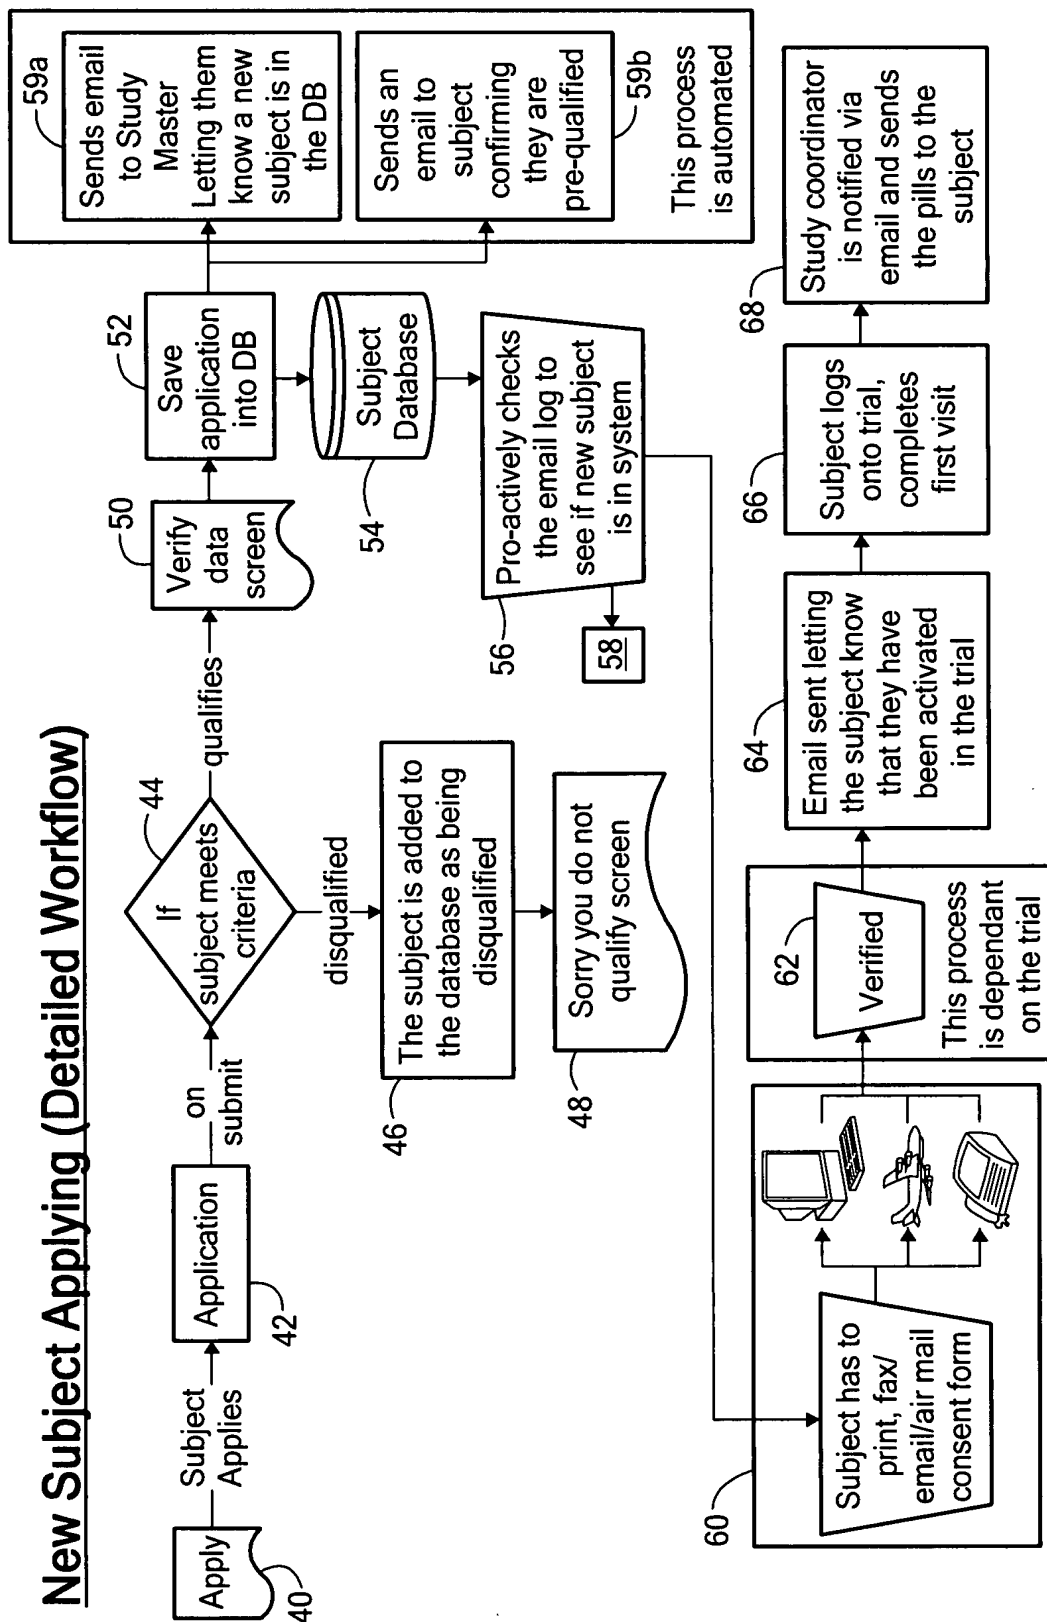 New Subject Applying (Detailed Workflow)
Apply
40
Subject
Applies
Application
42
on
submit
44
If
subject meets
criteria
qualifies
disqualified
46
The subject is added to
the database as being
disqualified
48
Sorry you do not
qualify screen
50
Verify
data
screen
52
Save
application
into DB
54
Subject
Database
56
Pro-actively checks
the email log to
see if new subject
is in system
58
59a
Sends email
to Study
Master
Letting them
know a new
subject is in
the DB
Sends an
email to
subject
confirming
they are
pre-qualified
59b
This process
is automated
60
Subject has to
print, fax/
email/air mail
consent form
62
Verified
This process
is dependant
on the trial
64
Email sent letting
the subject know
that they have
been activated
in the trial
66
Subject logs
onto trial,
completes
first visit
68
Study coordinator
is notified via
email and sends
the pills to the
subject